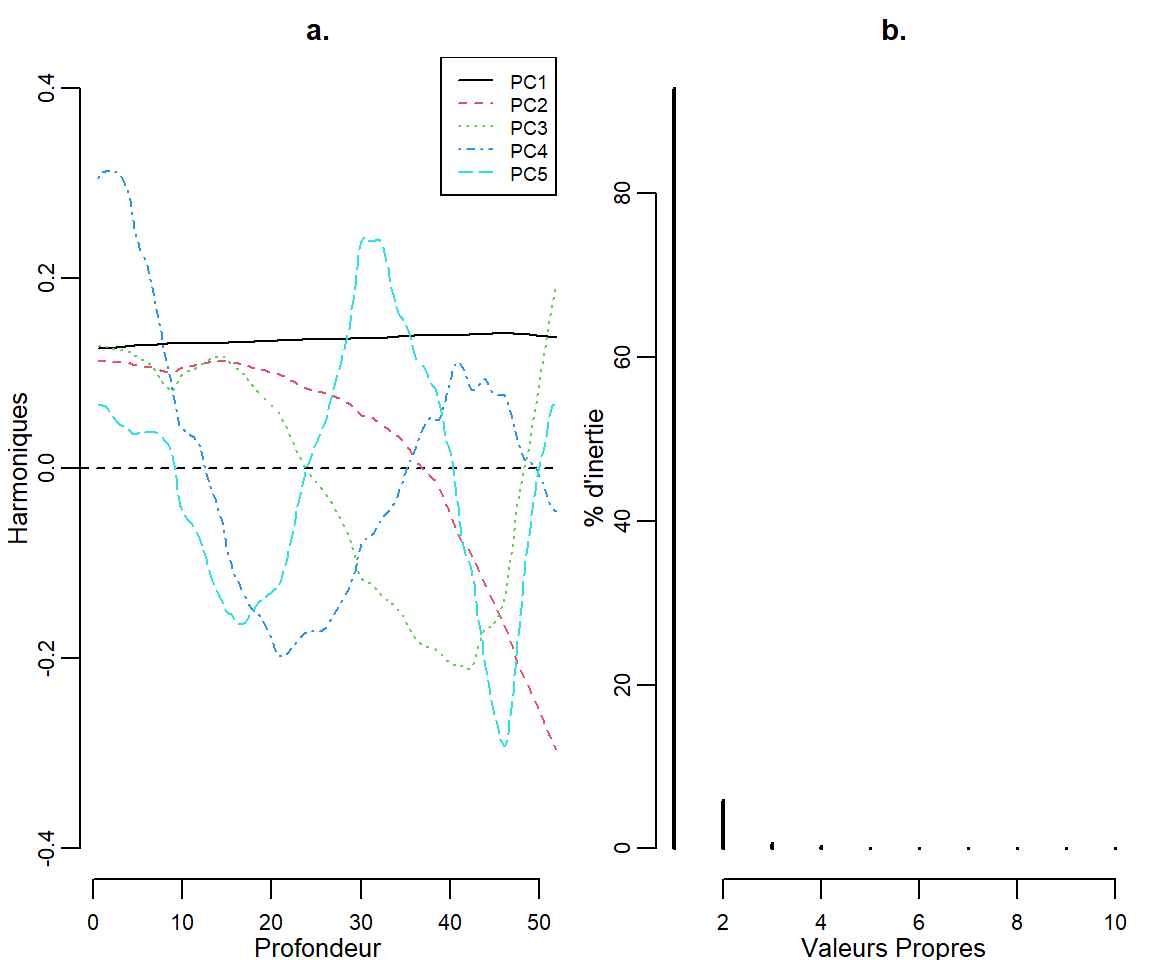 a.
0.4
0.2
0.0
-0.2
-0.4
Harmoniques
PC1
PC2
PC3
PC4
PC5
0 10 20 30 40 50
Profondeur
b.
80
60
40
20
0
% d'inertie
2 4 6 8 10
Valeurs Propres